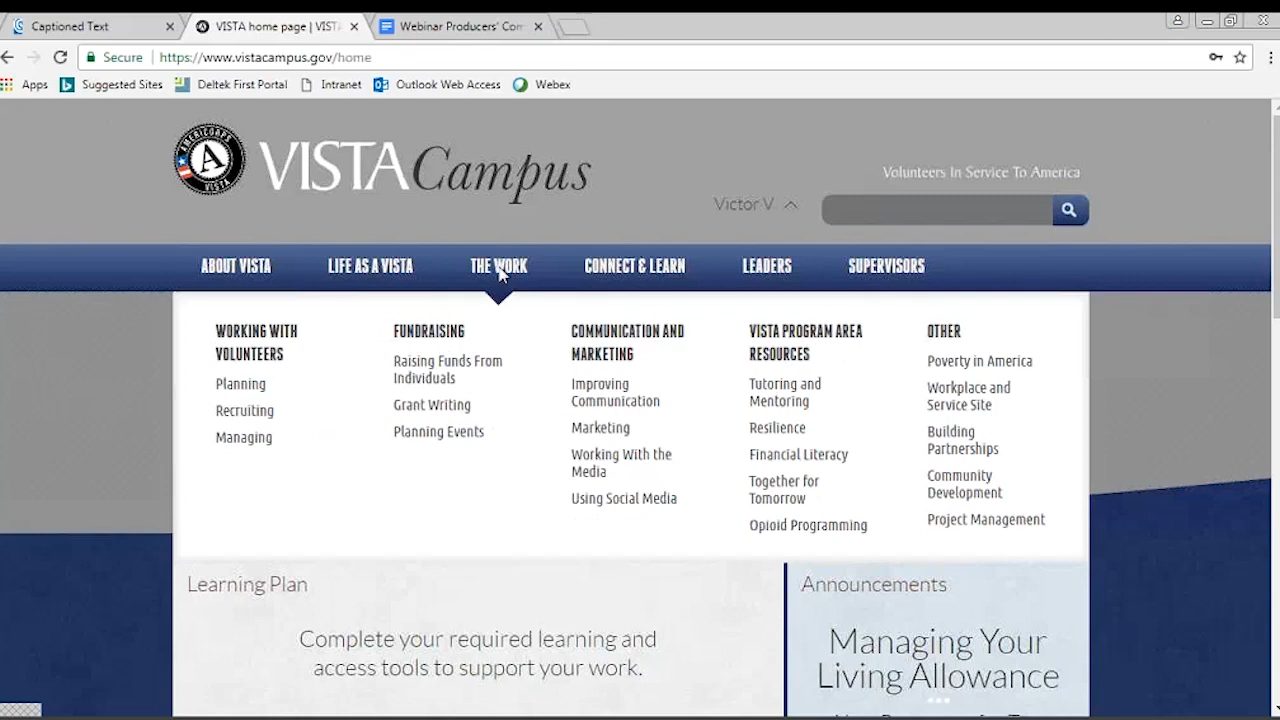 Captioned Text
VISTA home page | VIST
Webinar Producers' Com
Secure
https://www.vistacampus.gov/home
Apps
Suggested Sites
Deltek First Portal
Intranet
Outlook Web Access
Webex
AMERICORPS
A
VISTA
VISTA Campus
Volunteers In Service To America
Victor V
ABOUT VISTA
LIFE AS A VISTA
THE WORK
CONNECT & LEARN
LEADERS
SUPERVISORS
WORKING WITH
VOLUNTEERS
Planning
Recruiting
Managing
FUNDRAISING
Raising Funds From
Individuals
Grant Writing
Planning Events
COMMUNICATION AND
MARKETING
Improving
Communication
Marketing
Working With the
Media
Using Social Media
VISTA PROGRAM AREA
RESOURCES
Tutoring and
Mentoring
Resilience
Financial Literacy
Together for
Tomorrow
Opioid Programming
OTHER
Poverty in America
Workplace and
Service Site
Building
Partnerships
Community
Development
Project Management
Learning Plan
Complete your required learning and
access tools to support your work.
Announcements
Managing Your
Living Allowance